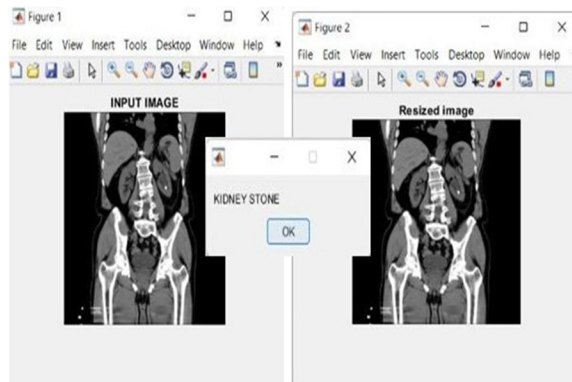 Figure 1
File Edit View Insert Tools Desktop Window Help
INPUT IMAGE
KIDNEY STONE
OK
Figure 2
File Edit View Insert Tools Desktop Window Help
Resized image